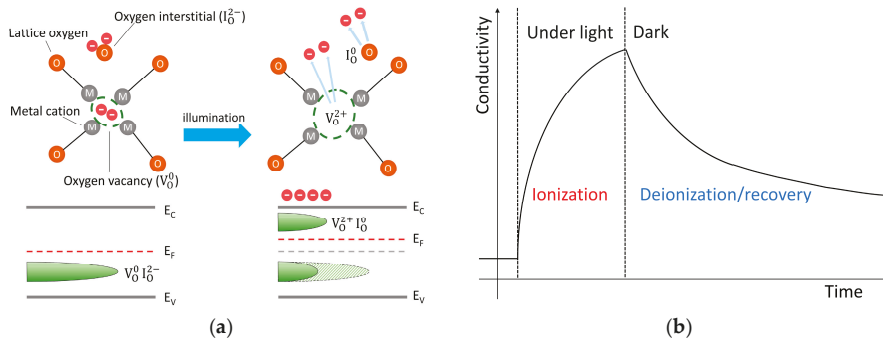 (a)
Oxygen interstitial (I_O^2−)
Lattice oxygen
O
O
O
M
M
Metal cation
M
M
O
O
Oxygen vacancy (V_O^0)
illumination
I_O^0
O
O
O
M
M
V_O^2+
M
M
O
O
E_C
E_F
V_O^0 I_O^2−
E_V
E_C
V_O^2+ I_O^0
E_F
E_V
(b)
Conductivity
Under light
Dark
Ionization
Deionization/recovery
Time
(a)
(b)